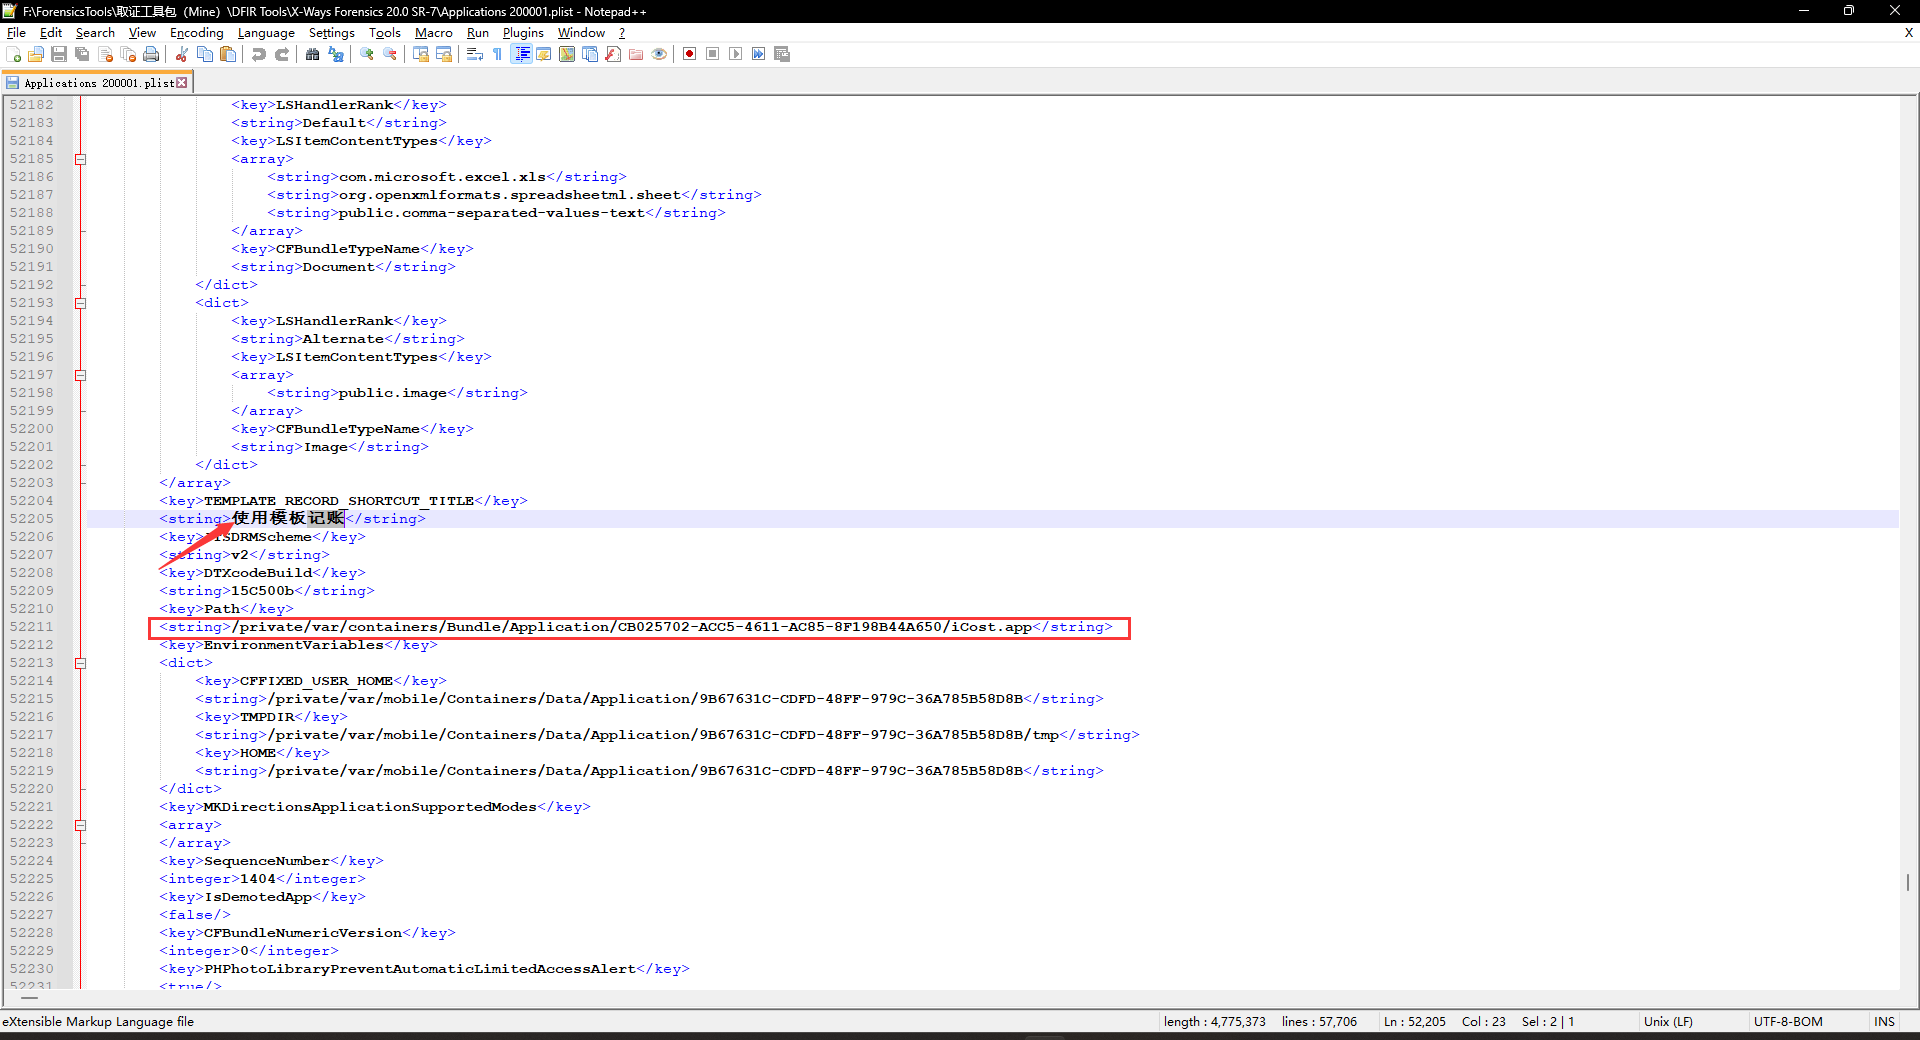 F:\ForensicsTools\取证工具包（Mine）\DFIR Tools\X-Ways Forensics 20.0 SR-7\Applications 200001.plist - Notepad++
File Edit Search View Encoding Language Settings Tools Macro Run Plugins Window ? X
Applications 200001.plist
52182 <key>LSHandlerRank</key>
52183 <string>Default</string>
52184 <key>LSItemContentTypes</key>
52185 <array>
52186 <string>com.microsoft.excel.xls</string>
52187 <string>org.openxmlformats.spreadsheetml.sheet</string>
52188 <string>public.comma-separated-values-text</string>
52189 </array>
52190 <key>CFBundleTypeName</key>
52191 <string>Document</string>
52192 </dict>
52193 <dict>
52194 <key>LSHandlerRank</key>
52195 <string>Alternate</string>
52196 <key>LSItemContentTypes</key>
52197 <array>
52198 <string>public.image</string>
52199 </array>
52200 <key>CFBundleTypeName</key>
52201 <string>Image</string>
52202 </dict>
52203 </array>
52204 <key>TEMPLATE_RECORD_SHORTCUT_TITLE</key>
52205 <string>使用模板记账</string>
52206 <key>ITSDRMScheme</key>
52207 <string>v2</string>
52208 <key>DTXcodeBuild</key>
52209 <string>15C500b</string>
52210 <key>Path</key>
52211 <string>/private/var/containers/Bundle/Application/CB025702-ACC5-4611-AC85-8F198B44A650/iCost.app</string>
52212 <key>EnvironmentVariables</key>
52213 <dict>
52214 <key>CFFIXED_USER_HOME</key>
52215 <string>/private/var/mobile/Containers/Data/Application/9B67631C-CDFD-48FF-979C-36A785B58D8B</string>
52216 <key>TMPDIR</key>
52217 <string>/private/var/mobile/Containers/Data/Application/9B67631C-CDFD-48FF-979C-36A785B58D8B/tmp</string>
52218 <key>HOME</key>
52219 <string>/private/var/mobile/Containers/Data/Application/9B67631C-CDFD-48FF-979C-36A785B58D8B</string>
52220 </dict>
52221 <key>MKDirectionsApplicationSupportedModes</key>
52222 <array>
52223 </array>
52224 <key>SequenceNumber</key>
52225 <integer>1404</integer>
52226 <key>IsDemotedApp</key>
52227 <false/>
52228 <key>CFBundleNumericVersion</key>
52229 <integer>0</integer>
52230 <key>PHPhotoLibraryPreventAutomaticLimitedAccessAlert</key>
52231 <true/>
eXtensible Markup Language file length : 4,775,373 lines : 57,706 Ln : 52,205 Col : 23 Sel : 2 | 1 Unix (LF) UTF-8-BOM INS